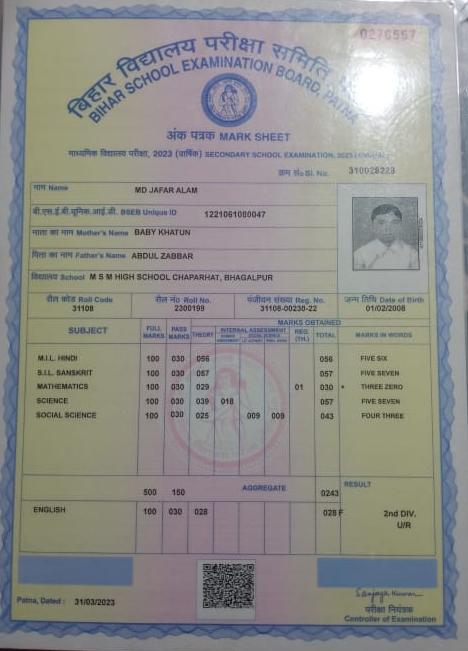 0276557
बिहार विद्यालय परीक्षा समिति
BIHAR SCHOOL EXAMINATION BOARD, PATNA
अंक पत्रक MARK SHEET
माध्यमिक विद्यालय परीक्षा, 2023 (वार्षिक) SECONDARY SCHOOL EXAMINATION, 2023
क्रम सं० Sl. No. 310028223
नाम Name MD JAFAR ALAM
बी.एस.ई.बी.यूनिक.आई.डी. BSEB Unique ID 1221061080047
माता का नाम Mother's Name BABY KHATUN
पिता का नाम Father's Name ABDUL ZABBAR
विद्यालय School M S M HIGH SCHOOL CHAPARHAT, BHAGALPUR
रौल कोड Roll Code रौल नं० Roll No. पंजीयन संख्या Reg. No. जन्म तिथि Date of Birth
31108 2300199 31108-00230-22 01/02/2008
MARKS OBTAINED
SUBJECT FULL MARKS PASS MARKS THEORY INTERNAL ASSESSMENT SOCIAL SCIENCE REG. (TH.) TOTAL MARKS IN WORDS
M.I.L. HINDI 100 030 056 056 FIVE SIX
S.I.L. SANSKRIT 100 030 057 057 FIVE SEVEN
MATHEMATICS 100 030 029 01 030 * THREE ZERO
SCIENCE 100 030 039 018 057 FIVE SEVEN
SOCIAL SCIENCE 100 030 025 009 009 043 FOUR THREE
500 150 AGGREGATE 0243 RESULT
ENGLISH 100 030 028 028 F 2nd DIV.
U/R
Patna, Dated : 31/03/2023
Sanjay Kumar
परीक्षा नियंत्रक
Controller of Examination